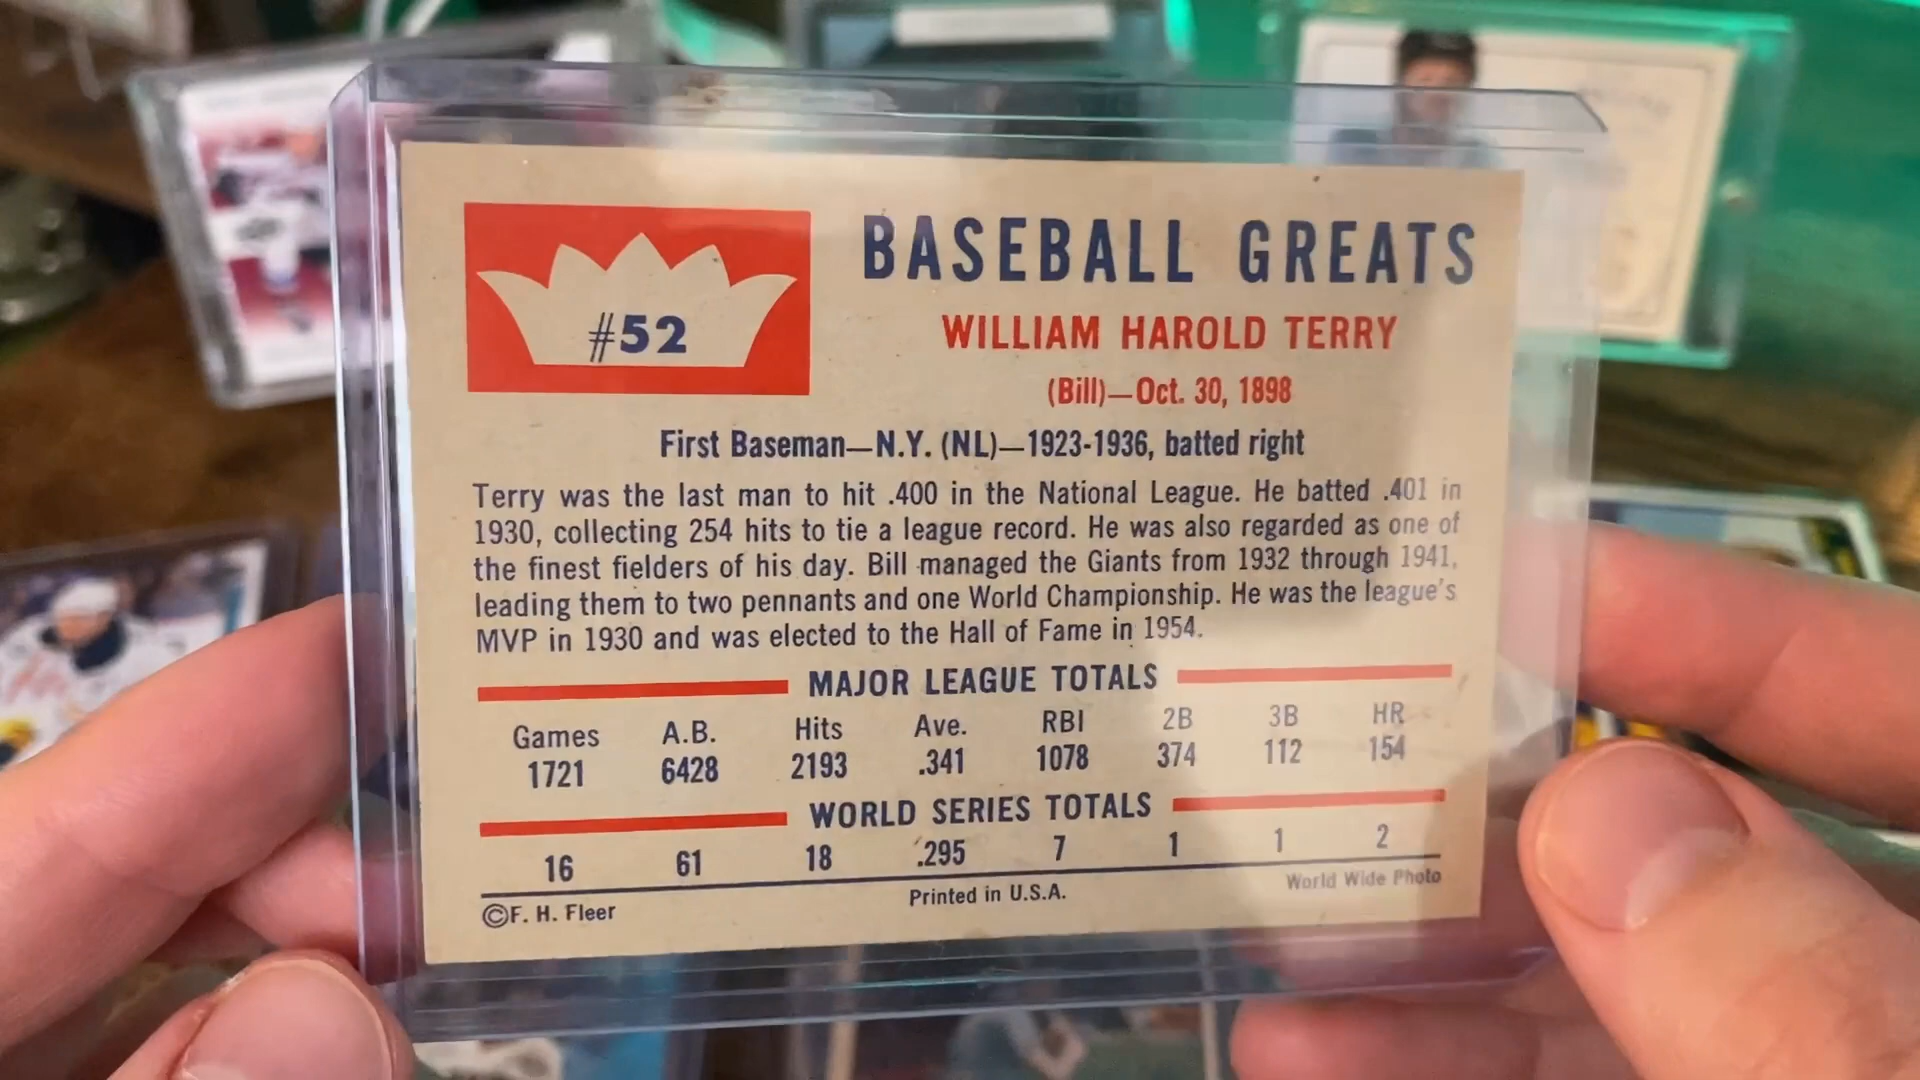 BASEBALL GREATS
#52
WILLIAM HAROLD TERRY
(Bill)—Oct. 30, 1898
First Baseman—N.Y. (NL)—1923-1936, batted right
Terry was the last man to hit .400 in the National League. He batted .401 in
1930, collecting 254 hits to tie a league record. He was also regarded as one of
the finest fielders of his day. Bill managed the Giants from 1932 through 1941,
leading them to two pennants and one World Championship. He was the league's
MVP in 1930 and was elected to the Hall of Fame in 1954.
MAJOR LEAGUE TOTALS
Games A.B. Hits Ave. RBI 2B 3B HR
1721 6428 2193 .341 1078 374 112 154
WORLD SERIES TOTALS
16 61 18 .295 7 1 1 2
©F. H. Fleer Printed in U.S.A. World Wide Photo